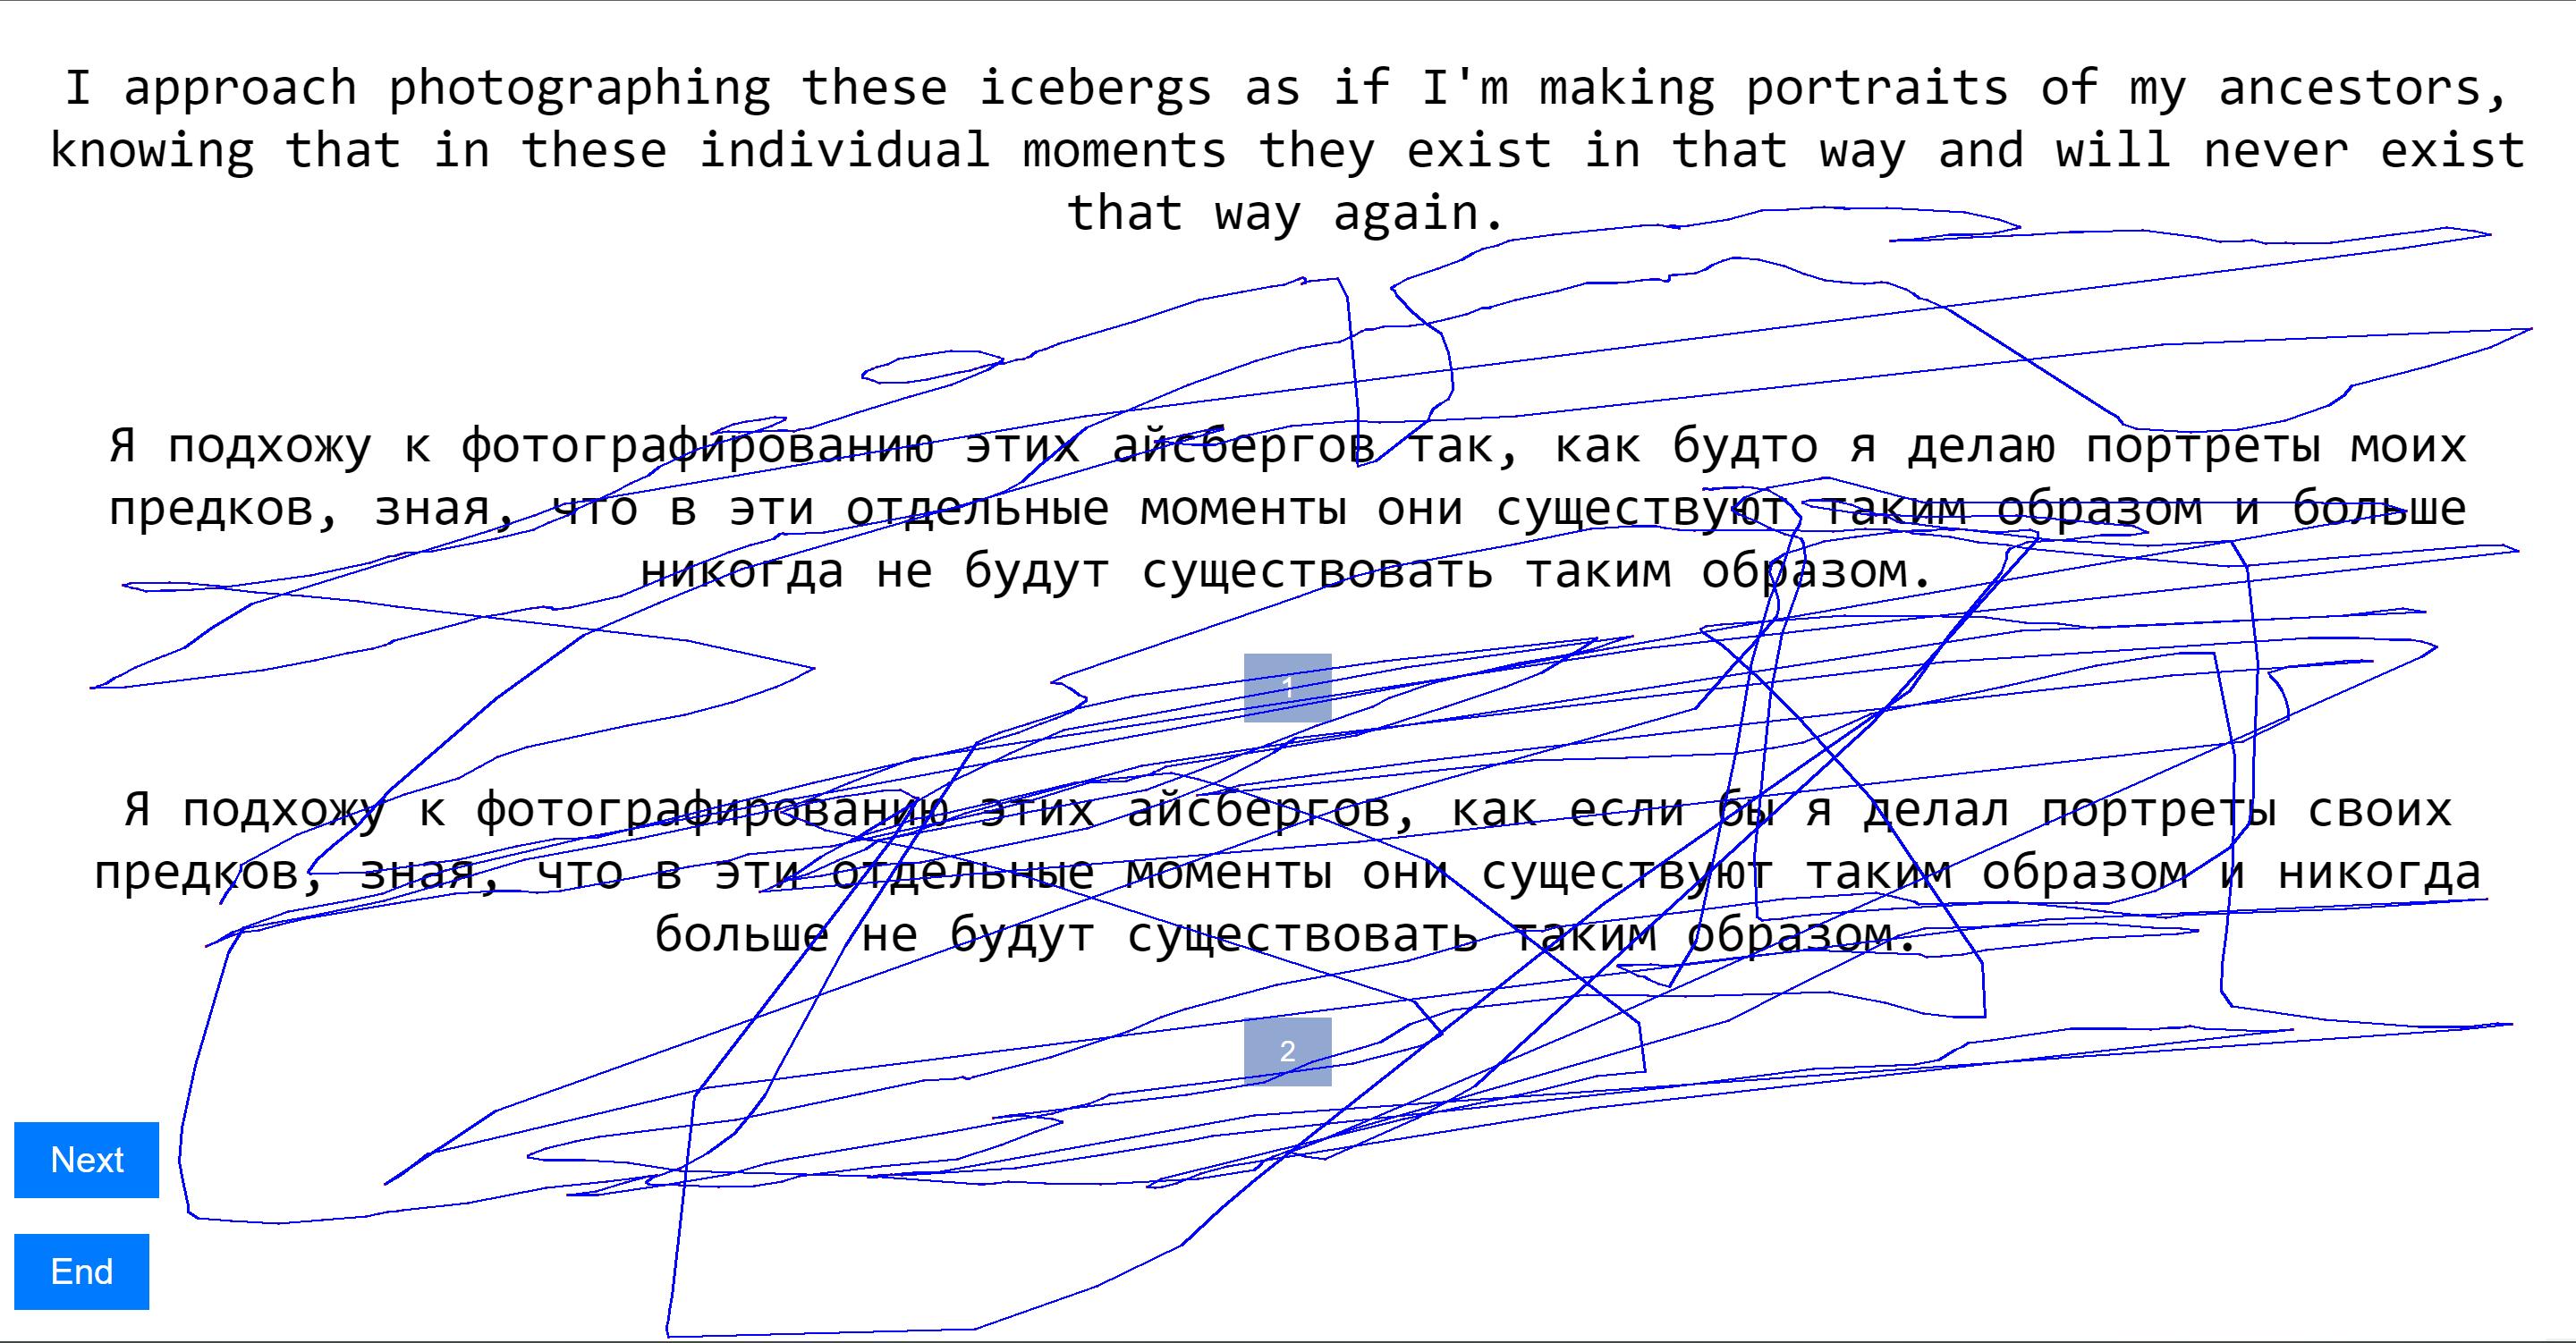 I approach photographing these icebergs as if I'm making portraits of my ancestors,
knowing that in these individual moments they exist in that way and will never exist
that way again.
Я подхожу к фотографированию этих айсбергов так, как будто я делаю портреты моих
предков, зная, что в эти отдельные моменты они существуют таким образом и больше
никогда не будут существовать таким образом.
1
Я подхожу к фотографированию этих айсбергов, как если бы я делал портреты своих
предков, зная, что в эти отдельные моменты они существуют таким образом и никогда
больше не будут существовать таким образом.
2
Next
End